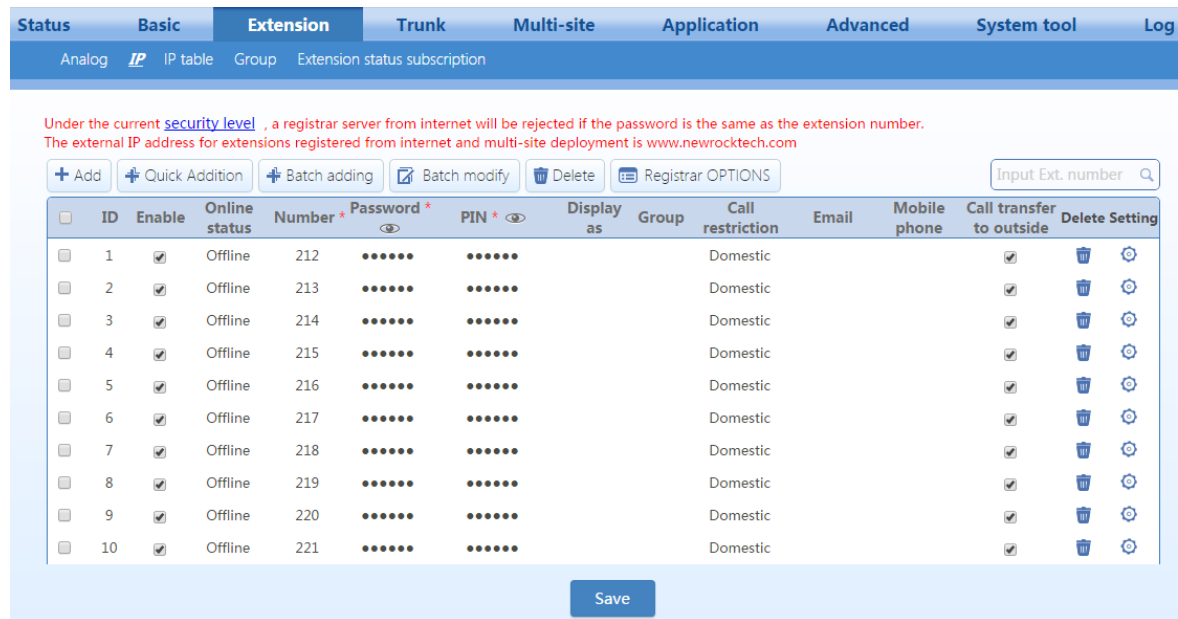 Status Basic Extension Trunk Multi-site Application Advanced System tool Log
Analog IP IP table Group Extension status subscription
Under the current security level , a registrar server from internet will be rejected if the password is the same as the extension number.
The external IP address for extensions registered from internet and multi-site deployment is www.newrocktech.com
Add Quick Addition Batch adding Batch modify Delete Registrar OPTIONS Input Ext. number
ID Enable Online status Number * Password * PIN * Display as Group Call restriction Email Mobile phone Call transfer to outside Delete Setting
1 Offline 212 •••••• •••••• Domestic
2 Offline 213 •••••• •••••• Domestic
3 Offline 214 •••••• •••••• Domestic
4 Offline 215 •••••• •••••• Domestic
5 Offline 216 •••••• •••••• Domestic
6 Offline 217 •••••• •••••• Domestic
7 Offline 218 •••••• •••••• Domestic
8 Offline 219 •••••• •••••• Domestic
9 Offline 220 •••••• •••••• Domestic
10 Offline 221 •••••• •••••• Domestic
Save